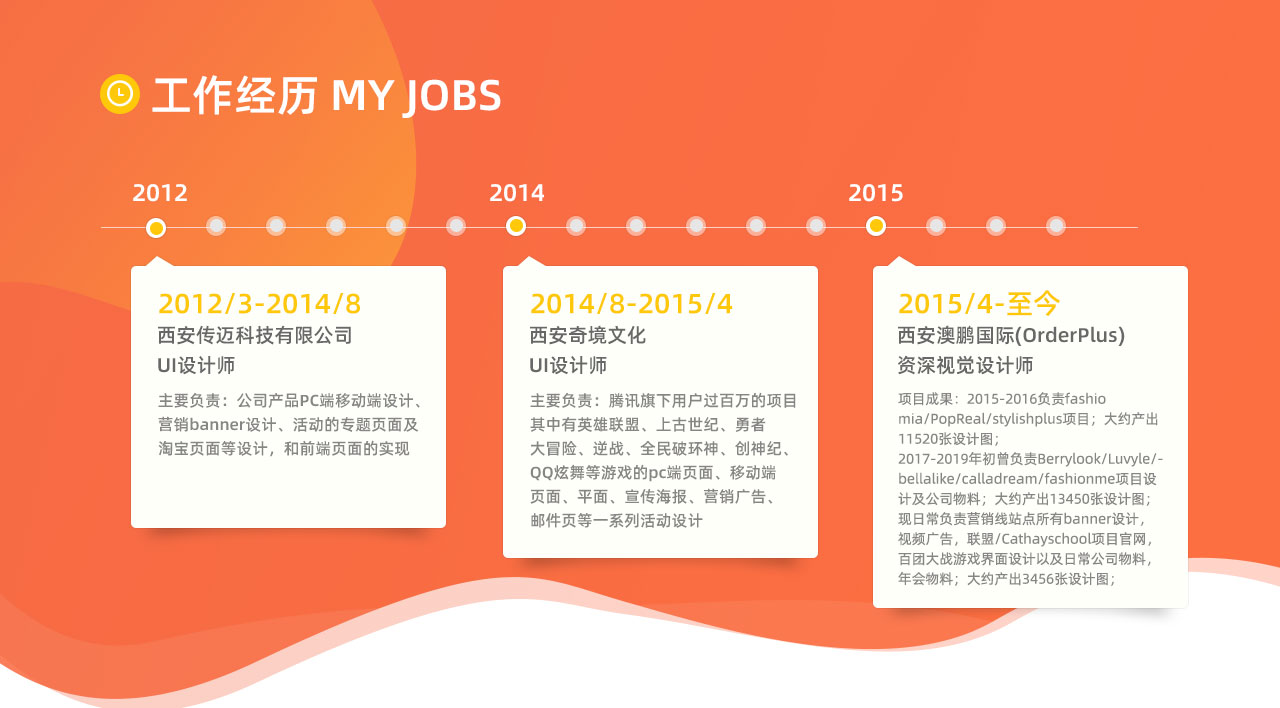 工作经历 MY JOBS
2012
2014
2015
2012/3-2014/8
西安传迈科技有限公司
UI设计师
主要负责：公司产品PC端移动端设计、
营销banner设计、活动的专题页面及
淘宝页面等设计，和前端页面的实现
2014/8-2015/4
西安奇境文化
UI设计师
主要负责：腾讯旗下用户过百万的项目
其中有英雄联盟、上古世纪、勇者
大冒险、逆战、全民破环神、创神纪、
QQ炫舞等游戏的pc端页面、移动端
页面、平面、宣传海报、营销广告、
邮件页等一系列活动设计
2015/4-至今
西安澳鹏国际(OrderPlus)
资深视觉设计师
项目成果：2015-2016负责fashio
mia/PopReal/stylishplus项目；大约产出
11520张设计图；
2017-2019年初曾负责Berrylook/Luvyle/-
bellalike/calladream/fashionme项目设
计及公司物料；大约产出13450张设计图；
现日常负责营销线站点所有banner设计，
视频广告，联盟/Cathayschool项目官网，
百团大战游戏界面设计以及日常公司物料，
年会物料；大约产出3456张设计图；